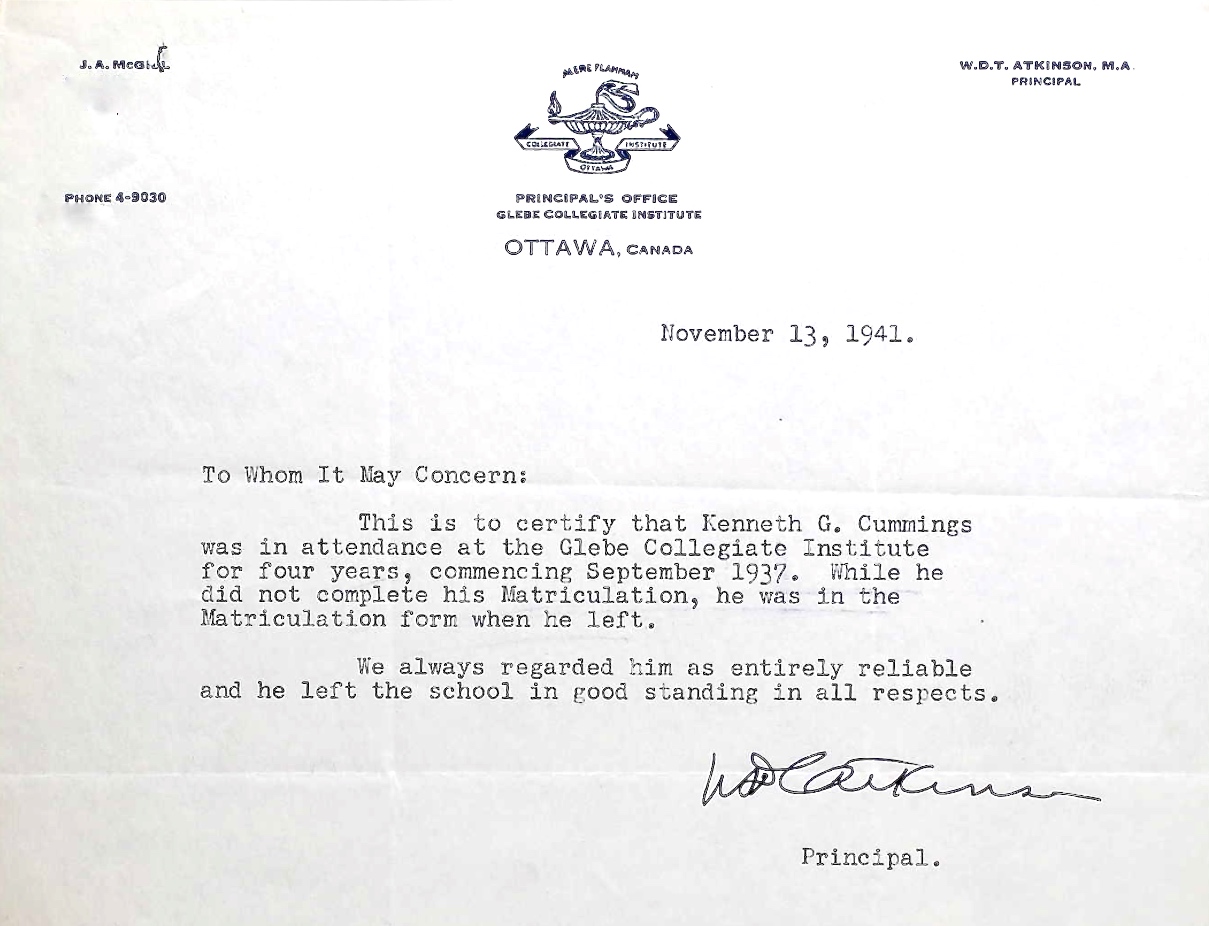 J. A. McGill
W.D.T. ATKINSON, M.A.
PRINCIPAL
ALERE FLAMMAM
COLLEGIATE INSTITUTE
OTTAWA
PHONE 4-9030
PRINCIPAL'S OFFICE
GLEBE COLLEGIATE INSTITUTE
OTTAWA, CANADA
November 13, 1941.
To Whom It May Concern:
This is to certify that Kenneth G. Cummings
was in attendance at the Glebe Collegiate Institute
for four years, commencing September 1937. While he
did not complete his Matriculation, he was in the
Matriculation form when he left.
We always regarded him as entirely reliable
and he left the school in good standing in all respects.
WDTAtkinson
Principal.